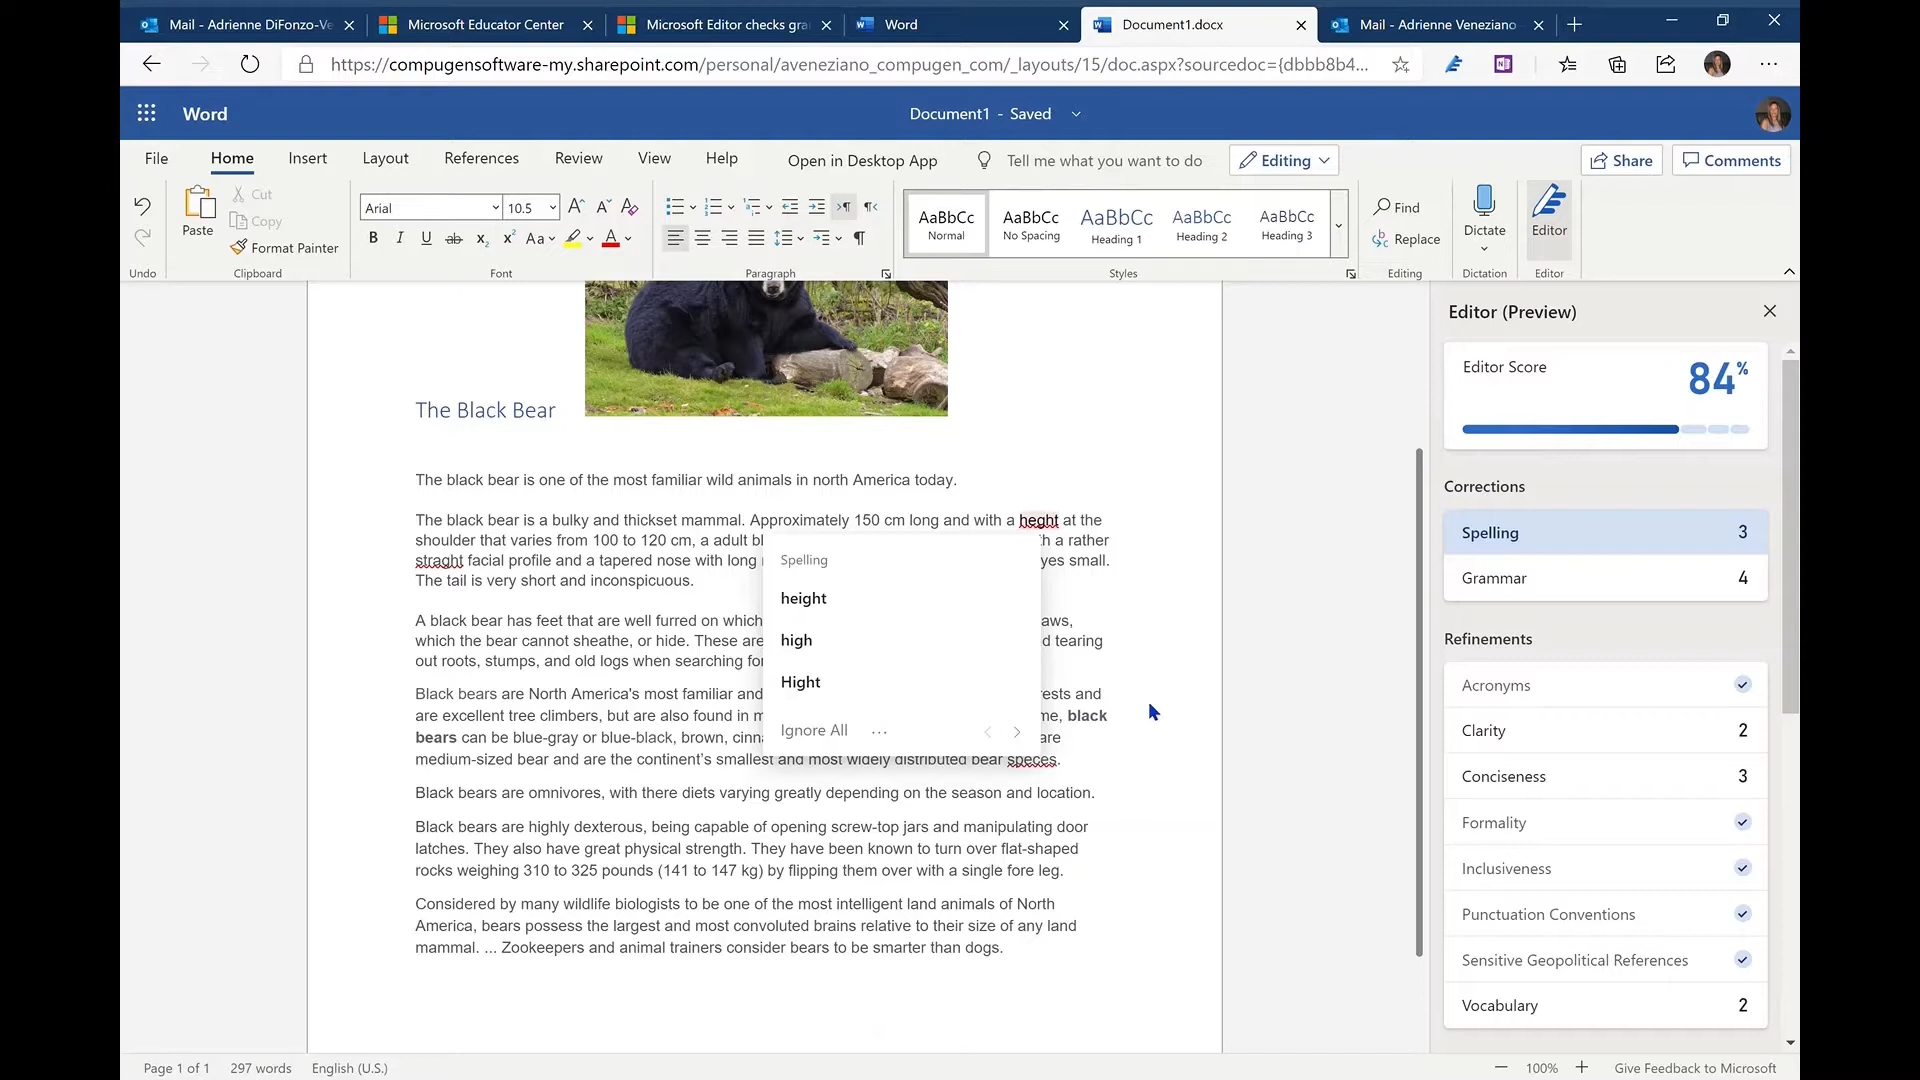 Mail - Adrienne DiFonzo-Ve
Microsoft Educator Center
Microsoft Editor checks gra
Word
Document1.docx
Mail - Adrienne Veneziano
https://compugensoftware-my.sharepoint.com/personal/aveneziano_compugen_com/_layouts/15/doc.aspx?sourcedoc={dbbb8b4...
Word
Document1 - Saved
File Home Insert Layout References Review View Help Open in Desktop App Tell me what you want to do Editing Share Comments
Paste
Cut
Copy
Format Painter
Arial 10.5
AaBbCc
Normal
AaBbCc
No Spacing
AaBbCc
Heading 1
AaBbCc
Heading 2
AaBbCc
Heading 3
Find
Replace
Dictate
Editor
Undo Clipboard Font Paragraph Styles Editing Dictation Editor
The Black Bear
The black bear is one of the most familiar wild animals in north America today.
The black bear is a bulky and thickset mammal. Approximately 150 cm long and with a heght at the
shoulder that varies from 100 to 120 cm, a adult bl h a rather
straght facial profile and a tapered nose with long yes small.
The tail is very short and inconspicuous.
A black bear has feet that are well furred on which aws,
which the bear cannot sheathe, or hide. These are d tearing
out roots, stumps, and old logs when searching fo
Black bears are North America's most familiar and rests and
are excellent tree climbers, but are also found in m me, black
bears can be blue-gray or blue-black, brown, cinna are
medium-sized bear and are the continent's smallest and most widely distributed bear speces.
Black bears are omnivores, with there diets varying greatly depending on the season and location.
Black bears are highly dexterous, being capable of opening screw-top jars and manipulating door
latches. They also have great physical strength. They have been known to turn over flat-shaped
rocks weighing 310 to 325 pounds (141 to 147 kg) by flipping them over with a single fore leg.
Considered by many wildlife biologists to be one of the most intelligent land animals of North
America, bears possess the largest and most convoluted brains relative to their size of any land
mammal. ... Zookeepers and animal trainers consider bears to be smarter than dogs.
Spelling
height
high
Hight
Ignore All ...
Editor (Preview)
Editor Score
84%
Corrections
Spelling 3
Grammar 4
Refinements
Acronyms
Clarity 2
Conciseness 3
Formality
Inclusiveness
Punctuation Conventions
Sensitive Geopolitical References
Vocabulary 2
Page 1 of 1 297 words English (U.S.) 100% Give Feedback to Microsoft